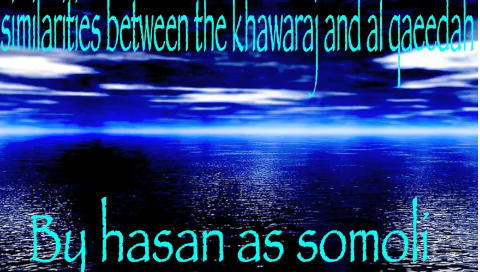 similarities between the khawaraj and al qaeedah
By hasan as somoli